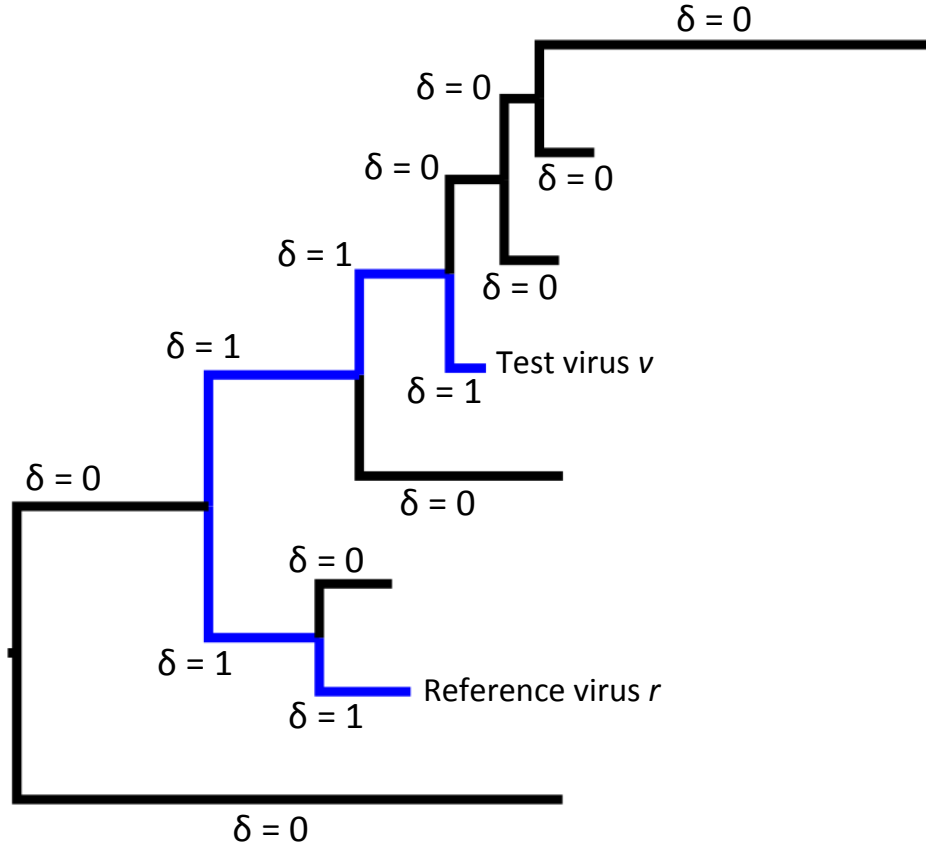 δ = 0
δ = 0
δ = 0
δ = 0
δ = 1
δ = 0
δ = 1
Test virus v
δ = 1
δ = 0
δ = 0
δ = 0
δ = 1
Reference virus r
δ = 1
δ = 0